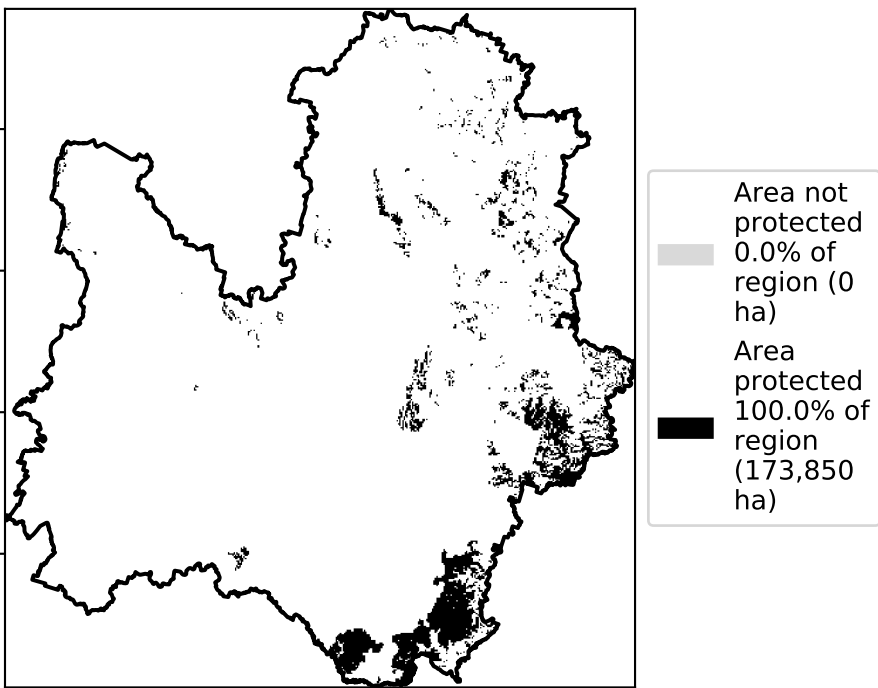 Area not
protected
0.0% of
region (0
ha)
Area
protected
100.0% of
region
(173,850
ha)